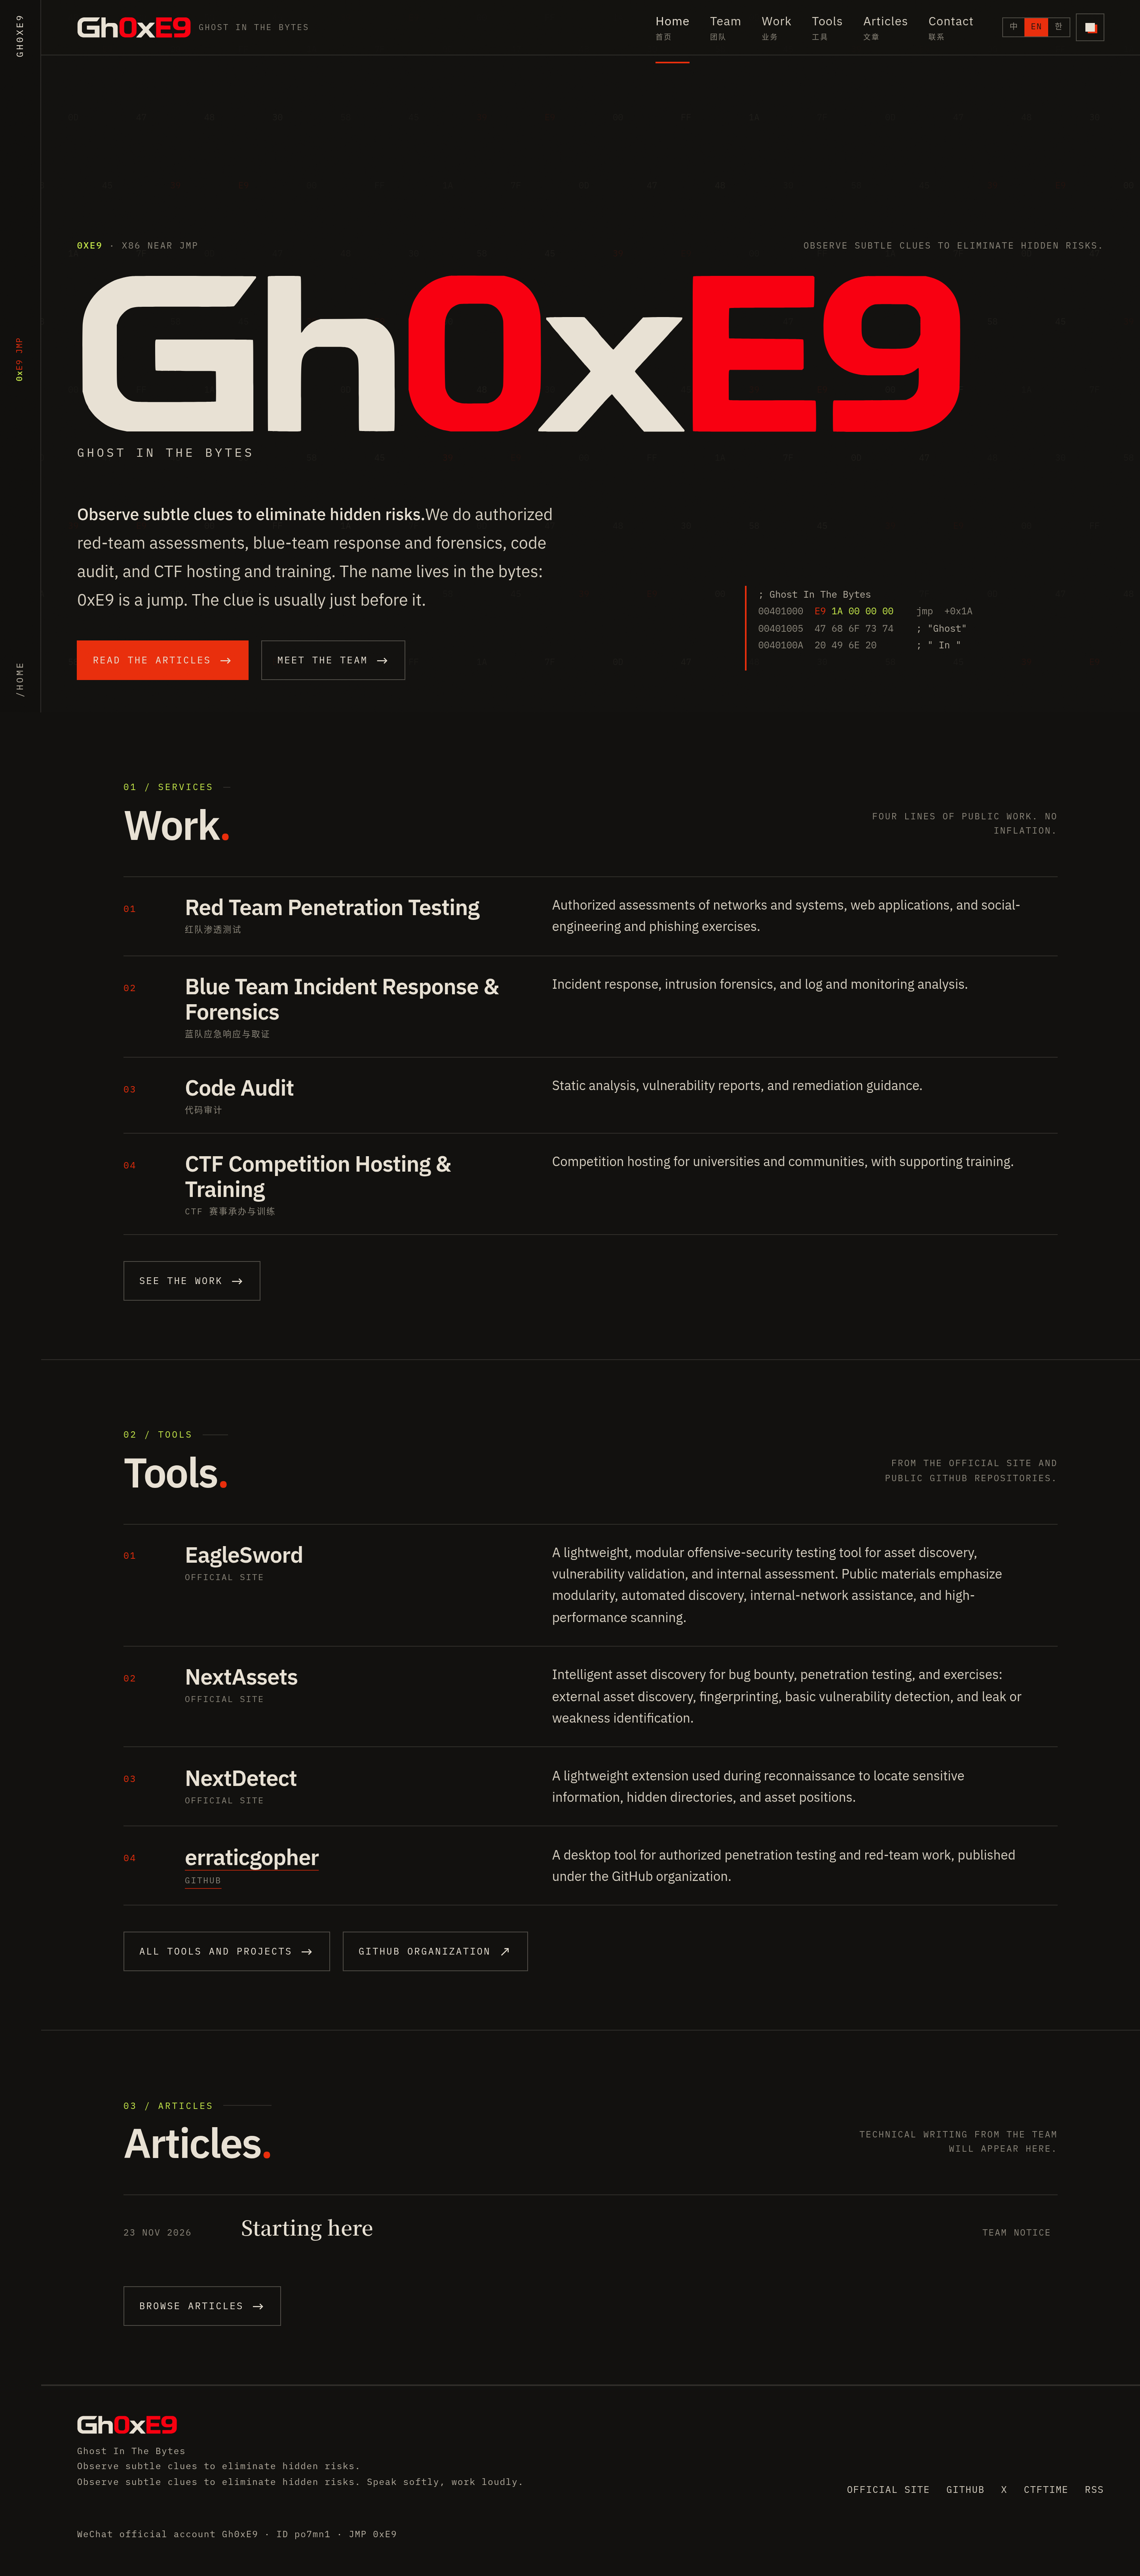 GH0XE9
Gh0xE9 GHOST IN THE BYTES
Home Team Work Tools Articles Contact
首页 团队 业务 工具 文章 联系
中 EN 한
0XE9 · X86 NEAR JMP
OBSERVE SUBTLE CLUES TO ELIMINATE HIDDEN RISKS.
0xE9 JMP
Gh0xE9
GHOST IN THE BYTES
Observe subtle clues to eliminate hidden risks.We do authorized
red-team assessments, blue-team response and forensics, code
audit, and CTF hosting and training. The name lives in the bytes:
0xE9 is a jump. The clue is usually just before it.
; Ghost In The Bytes
00401000 E9 1A 00 00 00 jmp +0x1A
00401005 47 68 6F 73 74 ; "Ghost"
0040100A 20 49 6E 20 ; " In "
READ THE ARTICLES →
MEET THE TEAM →
/HOME
01 / SERVICES
Work.
FOUR LINES OF PUBLIC WORK. NO
INFLATION.
01
Red Team Penetration Testing
红队渗透测试
Authorized assessments of networks and systems, web applications, and social-
engineering and phishing exercises.
02
Blue Team Incident Response &
Forensics
蓝队应急响应与取证
Incident response, intrusion forensics, and log and monitoring analysis.
03
Code Audit
代码审计
Static analysis, vulnerability reports, and remediation guidance.
04
CTF Competition Hosting &
Training
CTF 赛事承办与训练
Competition hosting for universities and communities, with supporting training.
SEE THE WORK →
02 / TOOLS
Tools.
FROM THE OFFICIAL SITE AND
PUBLIC GITHUB REPOSITORIES.
01
EagleSword
OFFICIAL SITE
A lightweight, modular offensive-security testing tool for asset discovery,
vulnerability validation, and internal assessment. Public materials emphasize
modularity, automated discovery, internal-network assistance, and high-
performance scanning.
02
NextAssets
OFFICIAL SITE
Intelligent asset discovery for bug bounty, penetration testing, and exercises:
external asset discovery, fingerprinting, basic vulnerability detection, and leak or
weakness identification.
03
NextDetect
OFFICIAL SITE
A lightweight extension used during reconnaissance to locate sensitive
information, hidden directories, and asset positions.
04
erraticgopher
GITHUB
A desktop tool for authorized penetration testing and red-team work, published
under the GitHub organization.
ALL TOOLS AND PROJECTS →
GITHUB ORGANIZATION ↗
03 / ARTICLES
Articles.
TECHNICAL WRITING FROM THE TEAM
WILL APPEAR HERE.
23 NOV 2026
Starting here
TEAM NOTICE
BROWSE ARTICLES →
Gh0xE9
Ghost In The Bytes
Observe subtle clues to eliminate hidden risks.
Observe subtle clues to eliminate hidden risks. Speak softly, work loudly.
OFFICIAL SITE GITHUB X CTFTIME RSS
WeChat official account Gh0xE9 · ID po7mn1 · JMP 0xE9